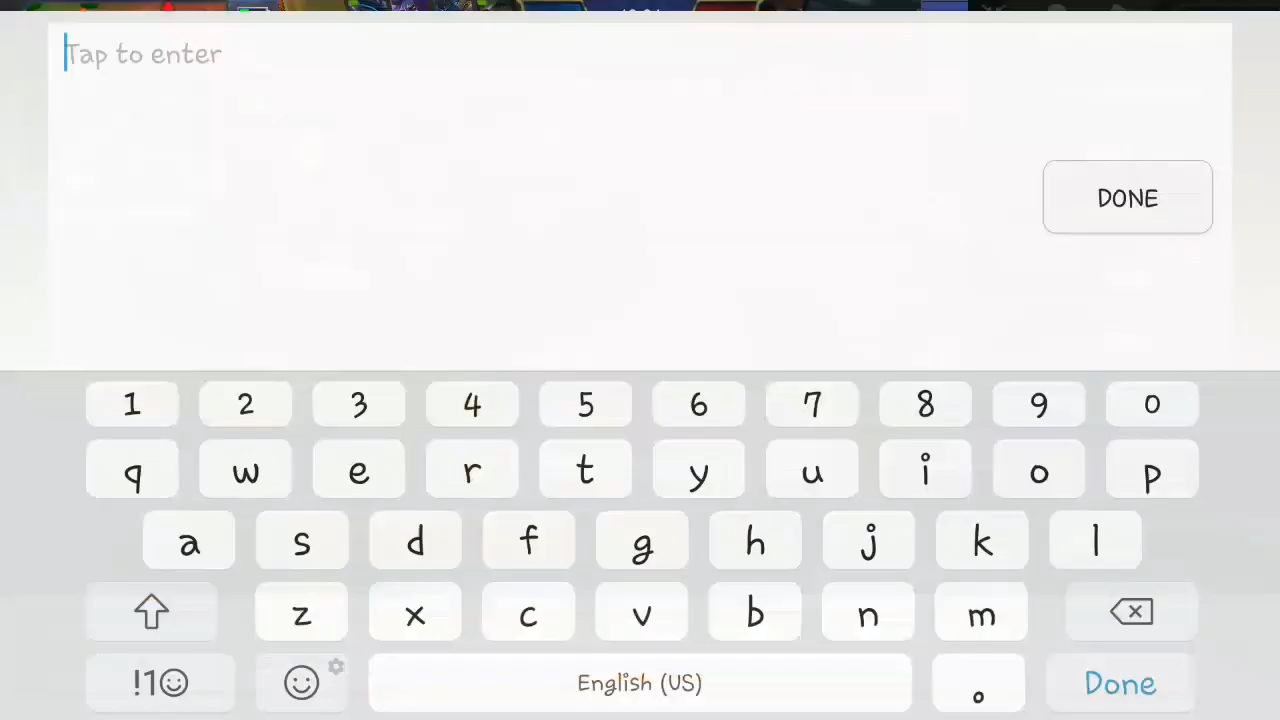 Tap to enter
DONE
1 2 3 4 5 6 7 8 9 0
q w e r t y u i o p
a s d f g h j k l
z x c v b n m
!1☺ English (US) . Done